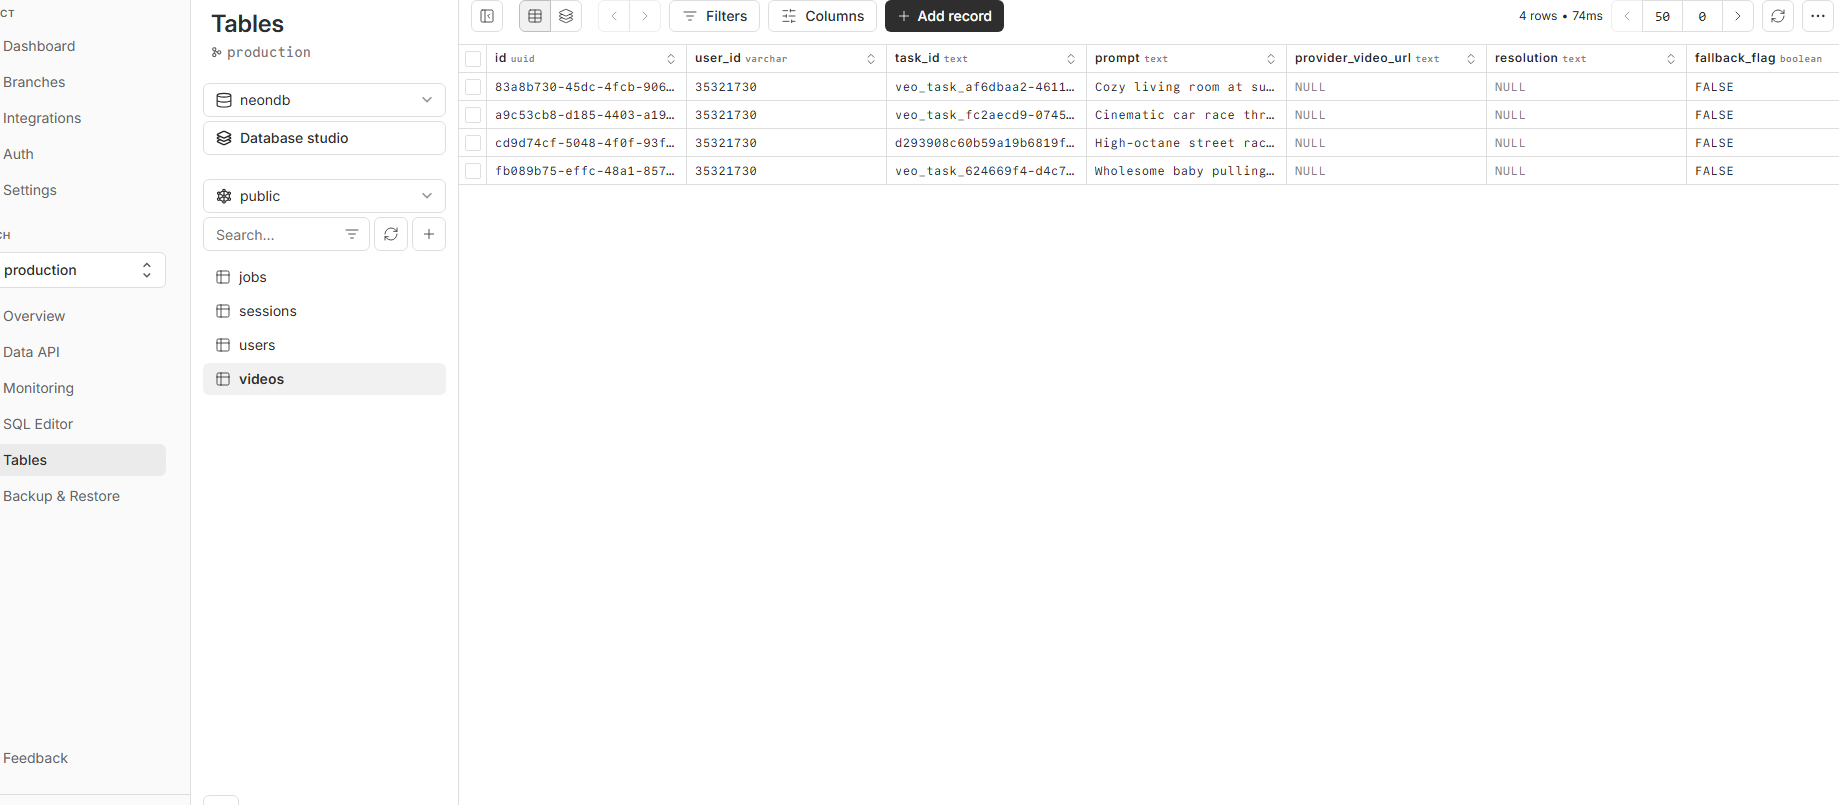 CT
Dashboard
Branches
Integrations
Auth
Settings
CH
production
Overview
Data API
Monitoring
SQL Editor
Tables
Backup & Restore
Feedback
Tables
production
neondb
Database studio
public
Search...
jobs
sessions
users
videos
Filters
Columns
Add record
4 rows • 74ms
50
0
id uuid user_id varchar task_id text prompt text provider_video_url text resolution text fallback_flag boolean
83a8b730-45dc-4fcb-906… 35321730 veo_task_af6dbaa2-4611… Cozy living room at su… NULL NULL FALSE
a9c53cb8-d185-4403-a19… 35321730 veo_task_fc2aecd9-0745… Cinematic car race thr… NULL NULL FALSE
cd9d74cf-5048-4f0f-93f… 35321730 d293908c60b59a19b6819f… High-octane street rac… NULL NULL FALSE
fb089b75-effc-48a1-857… 35321730 veo_task_624669f4-d4c7… Wholesome baby pulling… NULL NULL FALSE